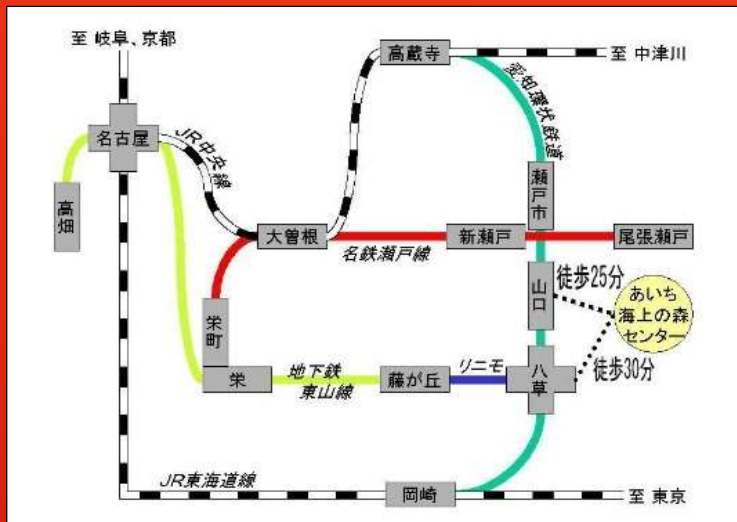 至 岐阜、京都
高蔵寺
至 中津川
名古屋
JR中央線
愛知環状鉄道
高畑
瀬戸市
大曽根
新瀬戸
尾張瀬戸
名鉄瀬戸線
山口
徒歩25分
あいち
海上の森
センター
栄町
栄
地下鉄
東山線
藤が丘
リニモ
八草
徒歩30分
JR東海道線
岡崎
至 東京